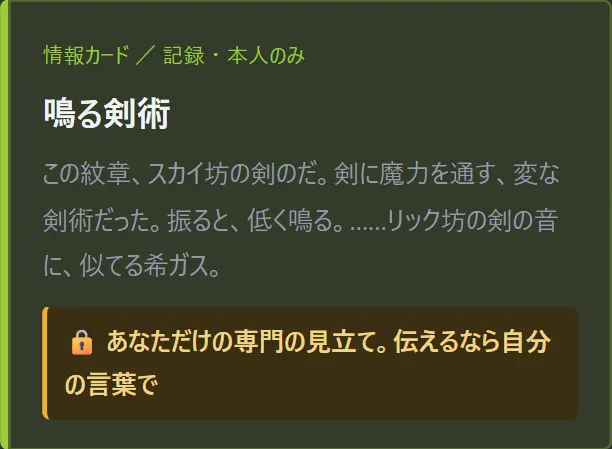 情報カード ／ 記録 · 本人のみ
鳴る剣術
この紋章、スカイ坊の剣のだ。剣に魔力を通す、変な
剣術だった。振ると、低く鳴る。……リック坊の剣の音
に、似てる希ガス。
🔒 あなただけの専門の見立て。伝えるなら自分
の言葉で